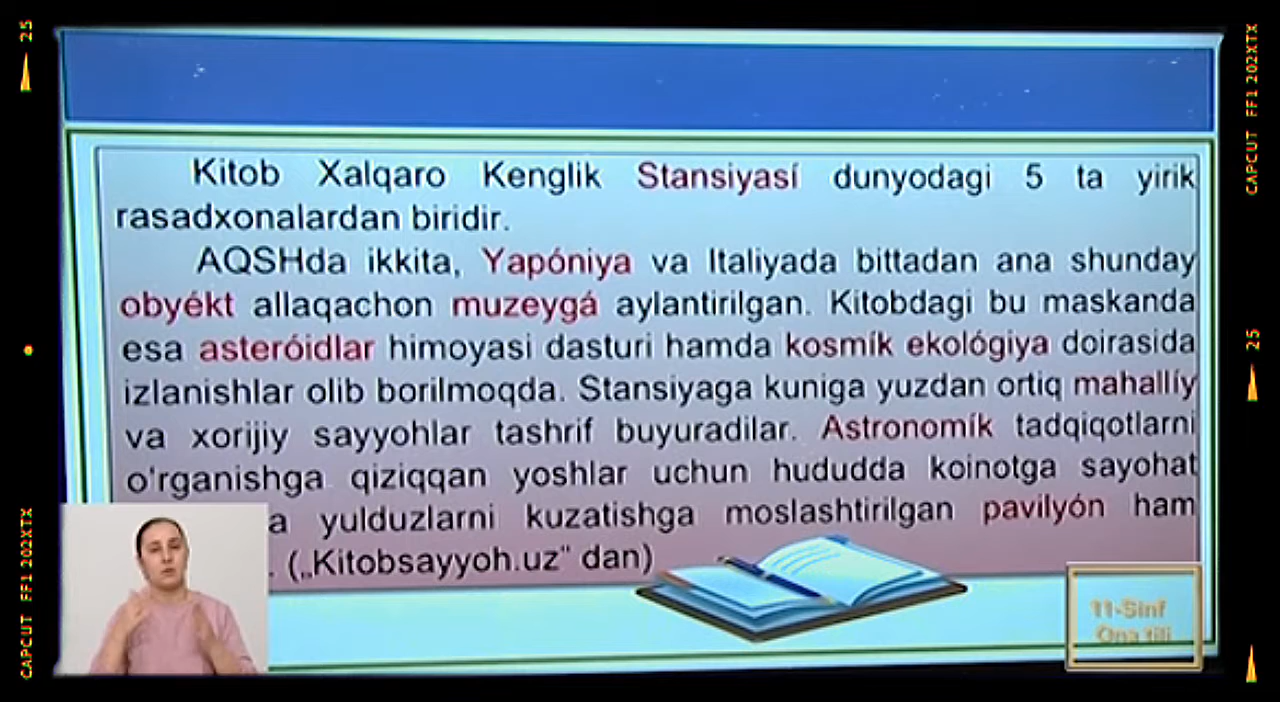 Kitob Xalqaro Kenglik Stansiyasí dunyodagi 5 ta yirik
rasadxonalardan biridir.
AQSHda ikkita, Yapóniya va Italiyada bittadan ana shunday
obyékt allaqachon muzeygá aylantirilgan. Kitobdagi bu maskanda
esa asteróidlar himoyasi dasturi hamda kosmík ekológiya doirasida
izlanishlar olib borilmoqda. Stansiyaga kuniga yuzdan ortiq mahallíy
va xorijiy sayyohlar tashrif buyuradilar. Astronomík tadqiqotlarni
o'rganishga qiziqqan yoshlar uchun hududda koinotga sayohat
a yulduzlarni kuzatishga moslashtirilgan pavilyón ham
. („Kitobsayyoh.uz" dan)
11-Sinf
Ona tili
25
CAPCUT FF1 202XTX
CAPCUT FF1 202XTX
25